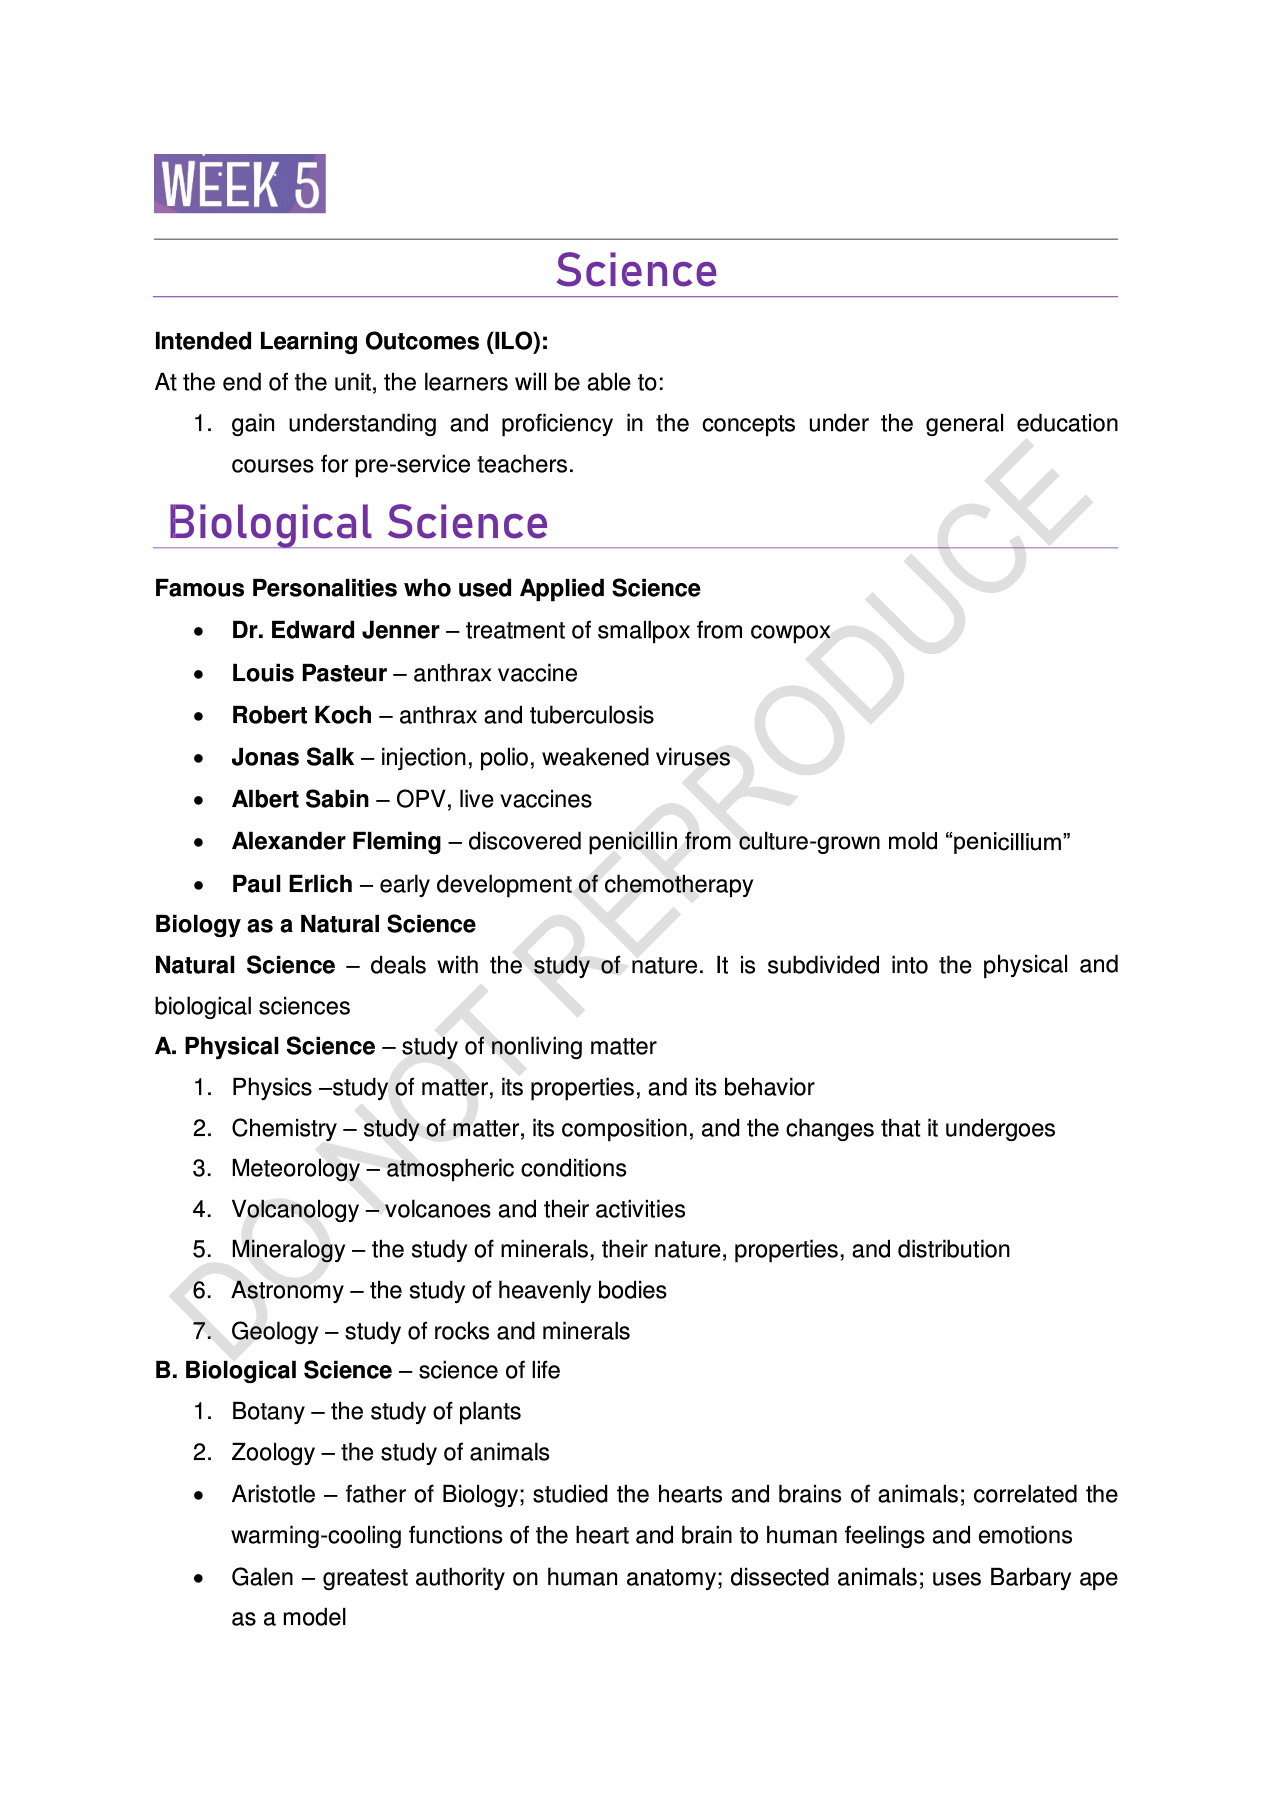 WEEK 5
Science
Intended Learning Outcomes (ILO):
At the end of the unit, the learners will be able to:
1. gain understanding and proficiency in the concepts under the general education
courses for pre-service teachers.
Biological Science
Famous Personalities who used Applied Science
• Dr. Edward Jenner – treatment of smallpox from cowpox
• Louis Pasteur – anthrax vaccine
• Robert Koch – anthrax and tuberculosis
• Jonas Salk – injection, polio, weakened viruses
• Albert Sabin – OPV, live vaccines
• Alexander Fleming – discovered penicillin from culture-grown mold “penicillium”
• Paul Erlich – early development of chemotherapy
Biology as a Natural Science
Natural Science – deals with the study of nature. It is subdivided into the physical and
biological sciences
A. Physical Science – study of nonliving matter
1. Physics –study of matter, its properties, and its behavior
2. Chemistry – study of matter, its composition, and the changes that it undergoes
3. Meteorology – atmospheric conditions
4. Volcanology – volcanoes and their activities
5. Mineralogy – the study of minerals, their nature, properties, and distribution
6. Astronomy – the study of heavenly bodies
7. Geology – study of rocks and minerals
B. Biological Science – science of life
1. Botany – the study of plants
2. Zoology – the study of animals
• Aristotle – father of Biology; studied the hearts and brains of animals; correlated the
warming-cooling functions of the heart and brain to human feelings and emotions
• Galen – greatest authority on human anatomy; dissected animals; uses Barbary ape
as a model
DO NOT REPRODUCE